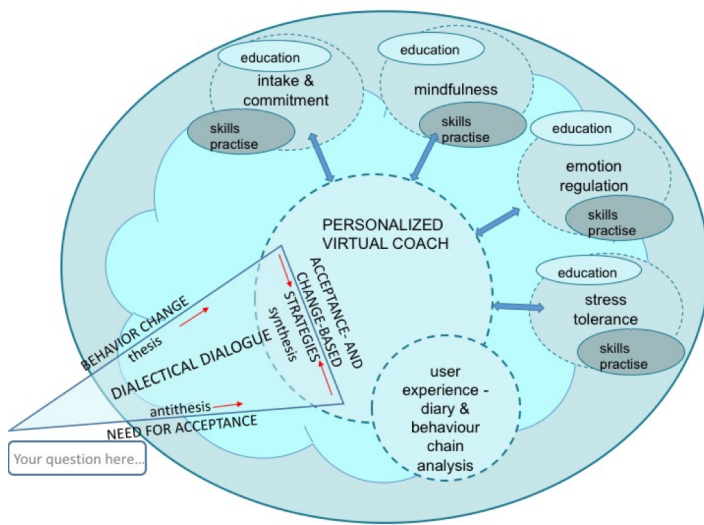 education
intake &
commitment
skills
practise
education
mindfulness
skills
practise
education
emotion
regulation
skills
practise
education
stress
tolerance
skills
practise
PERSONALIZED
VIRTUAL COACH
ACCEPTANCE- AND
CHANGE-BASED
STRATEGIES
synthesis
BEHAVIOR CHANGE
thesis
DIALECTICAL DIALOGUE
antithesis
NEED FOR ACCEPTANCE
user
experience -
diary &
behaviour
chain
analysis
Your question here...